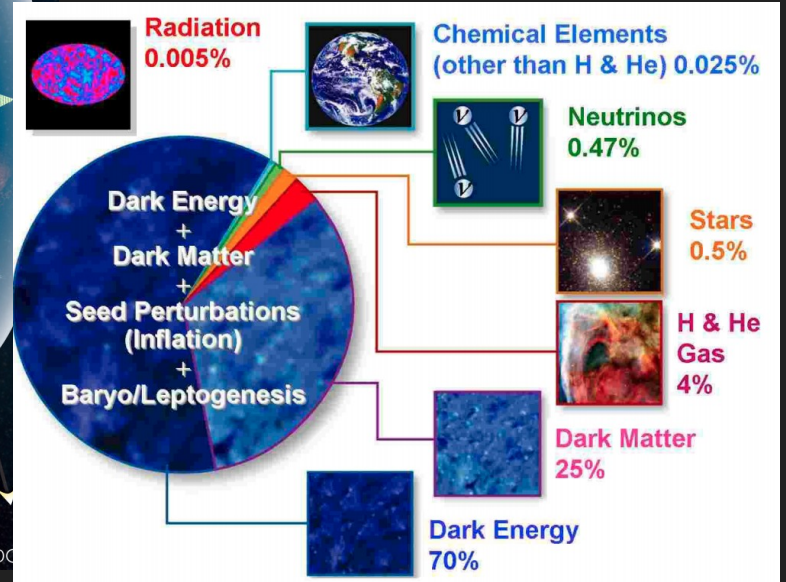 Radiation
0.005%
Chemical Elements
(other than H & He) 0.025%
ν ν
ν
Neutrinos
0.47%
Dark Energy
+
Dark Matter
+
Seed Perturbations
(Inflation)
+
Baryo/Leptogenesis
Stars
0.5%
H & He
Gas
4%
Dark Matter
25%
Dark Energy
70%